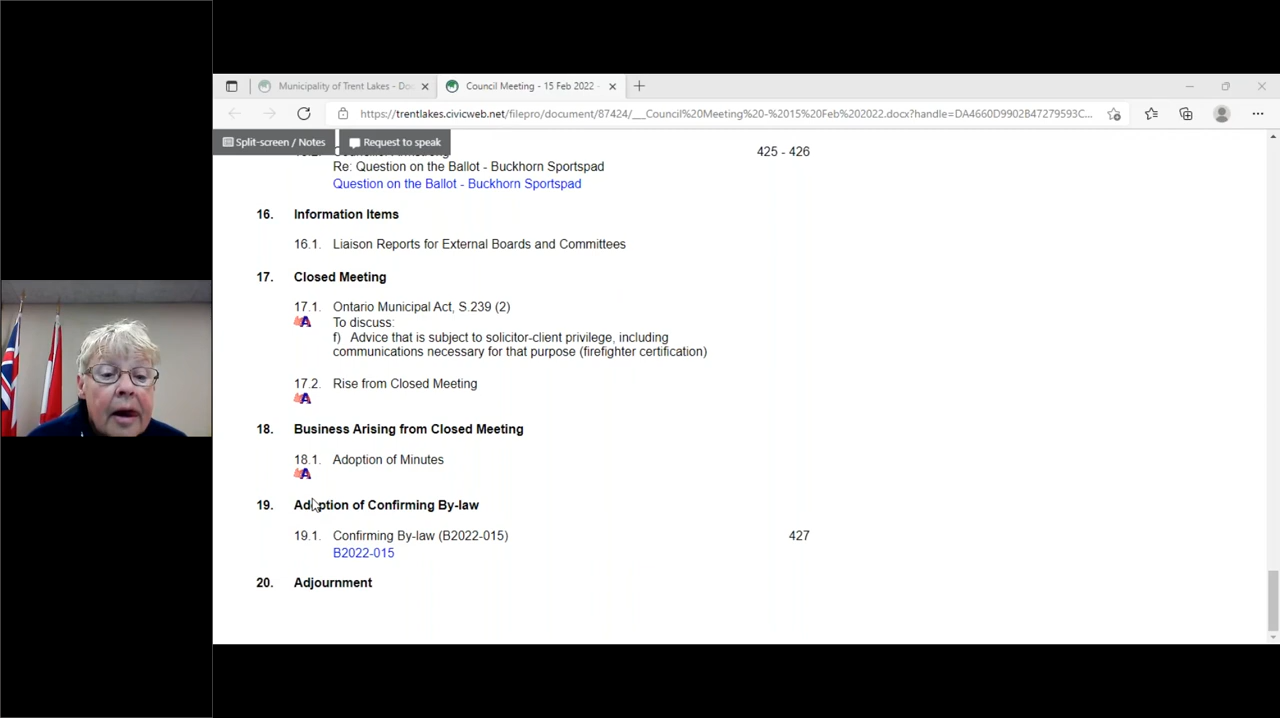 Municipality of Trent Lakes - Doc
Council Meeting - 15 Feb 2022 -
https://trentlakes.civicweb.net/filepro/document/87424/___Council%20Meeting%20-%2015%20Feb%202022.docx?handle=DA4660D9902B47279593C...
Split-screen / Notes
Request to speak
425 - 426
Re: Question on the Ballot - Buckhorn Sportspad
Question on the Ballot - Buckhorn Sportspad
16. Information Items
16.1. Liaison Reports for External Boards and Committees
17. Closed Meeting
17.1. Ontario Municipal Act, S.239 (2)
To discuss:
f) Advice that is subject to solicitor-client privilege, including
communications necessary for that purpose (firefighter certification)
17.2. Rise from Closed Meeting
18. Business Arising from Closed Meeting
18.1. Adoption of Minutes
19. Adoption of Confirming By-law
19.1. Confirming By-law (B2022-015) 427
B2022-015
20. Adjournment